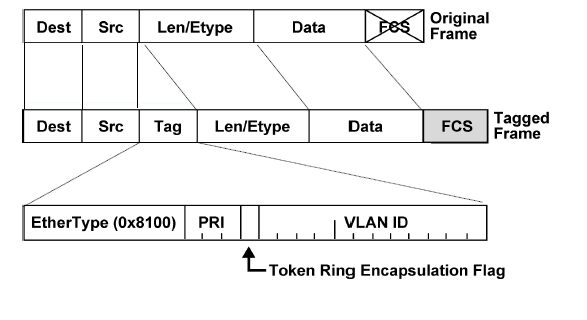 Dest Src Len/Etype Data FCS Original
Frame
Dest Src Tag Len/Etype Data FCS Tagged
Frame
EtherType (0x8100) PRI VLAN ID
Token Ring Encapsulation Flag